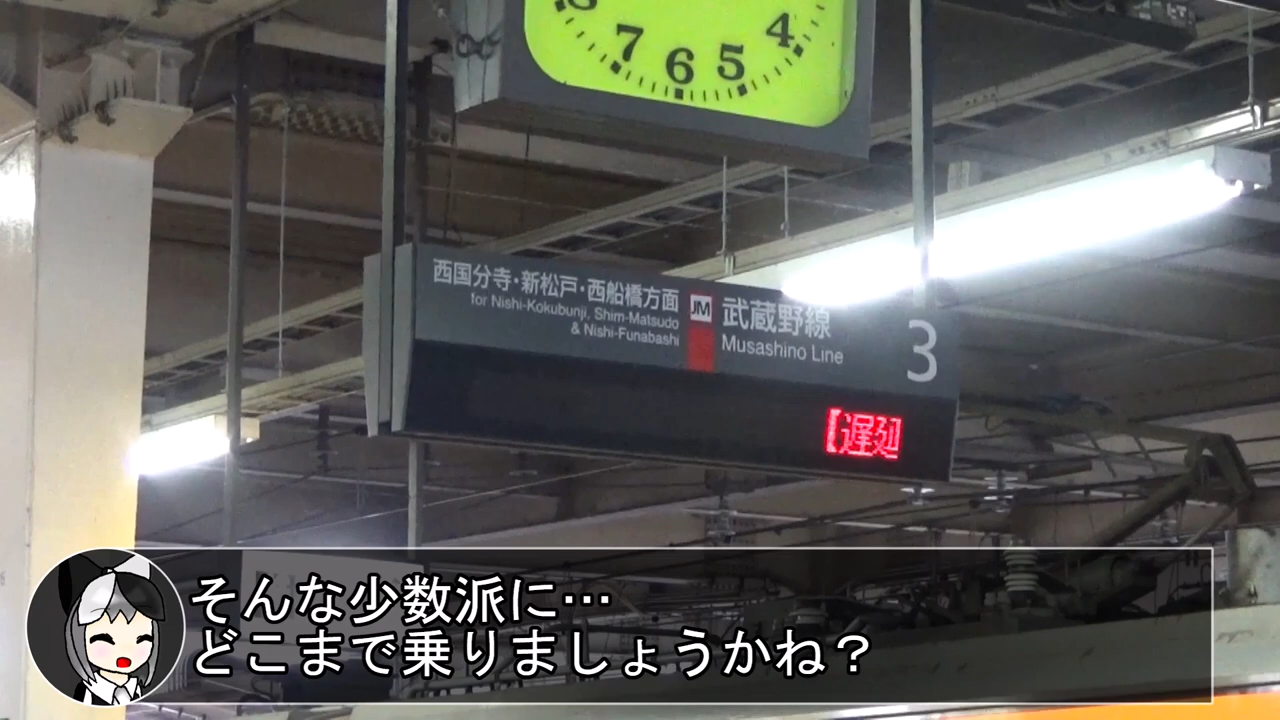 8 7 6 5 4
西国分寺・新松戸・西船橋方面
for Nishi-Kokubunji, Shim-Matsudo
& Nishi-Funabashi
JM
武蔵野線
Musashino Line
3
【遅延
そんな少数派に…
どこまで乗りましょうかね？